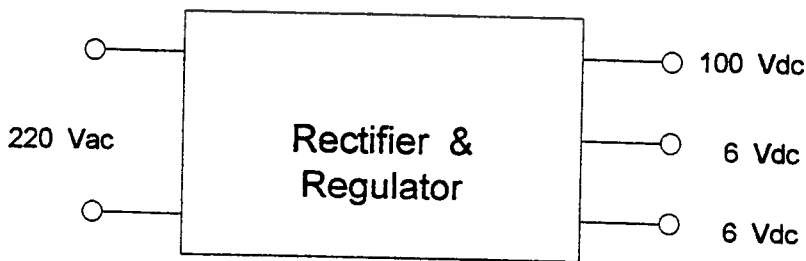 100 Vdc
220 Vac
Rectifier &
Regulator
6 Vdc
6 Vdc